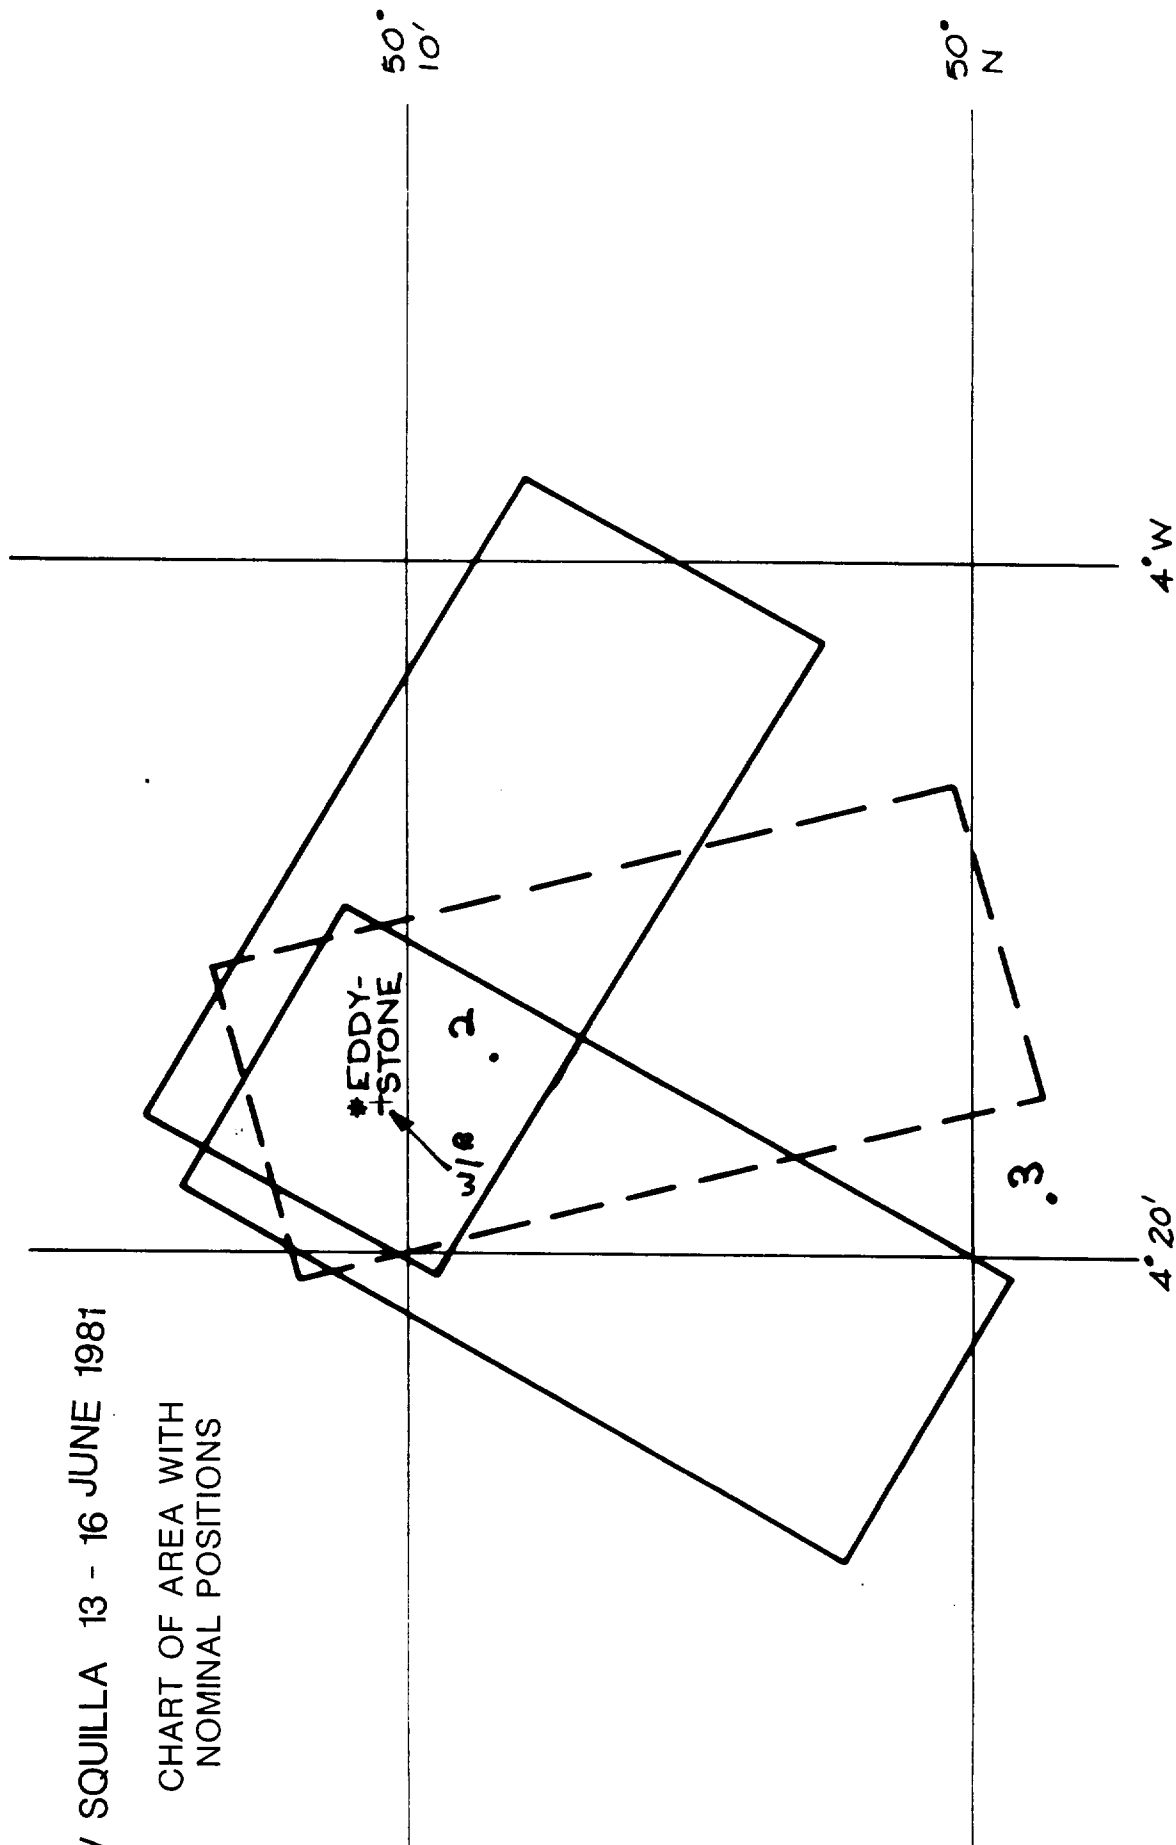 SQUILLA 13 - 16 JUNE 1981
CHART OF AREA WITH
NOMINAL POSITIONS
50°
10'
50°
N
*EDDY-
+STONE
2
W/R
3
4° 20'
4° W